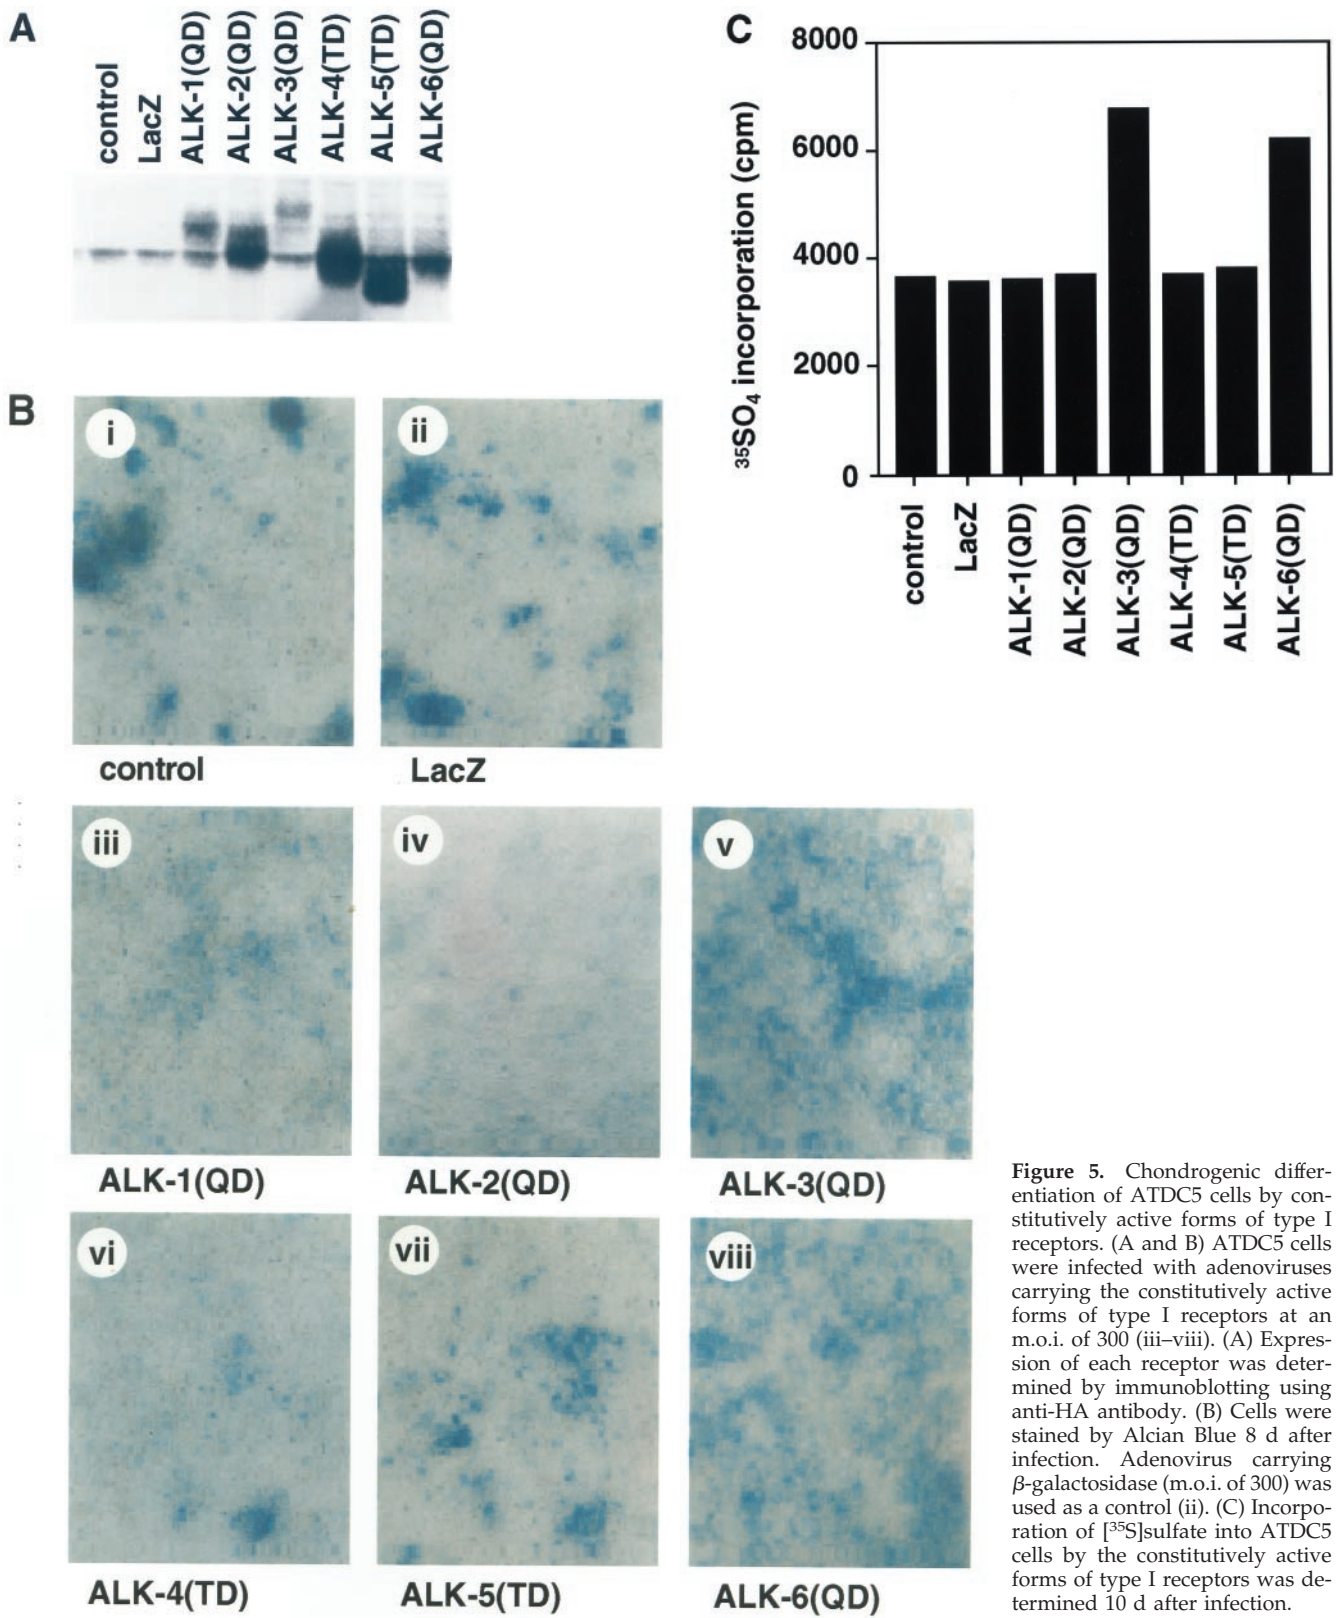 A
control
LacZ
ALK-1(QD)
ALK-2(QD)
ALK-3(QD)
ALK-4(TD)
ALK-5(TD)
ALK-6(QD)
C
8000
6000
4000
2000
0
³⁵SO₄ incorporation (cpm)
control
LacZ
ALK-1(QD)
ALK-2(QD)
ALK-3(QD)
ALK-4(TD)
ALK-5(TD)
ALK-6(QD)
B
i
ii
control
LacZ
iii
iv
v
ALK-1(QD)
ALK-2(QD)
ALK-3(QD)
vi
vii
viii
ALK-4(TD)
ALK-5(TD)
ALK-6(QD)
Figure 5. Chondrogenic differ-
entiation of ATDC5 cells by con-
stitutively active forms of type I
receptors. (A and B) ATDC5 cells
were infected with adenoviruses
carrying the constitutively active
forms of type I receptors at an
m.o.i. of 300 (iii–viii). (A) Expres-
sion of each receptor was deter-
mined by immunoblotting using
anti-HA antibody. (B) Cells were
stained by Alcian Blue 8 d after
infection. Adenovirus carrying
β-galactosidase (m.o.i. of 300) was
used as a control (ii). (C) Incorpo-
ration of [³⁵S]sulfate into ATDC5
cells by the constitutively active
forms of type I receptors was de-
termined 10 d after infection.